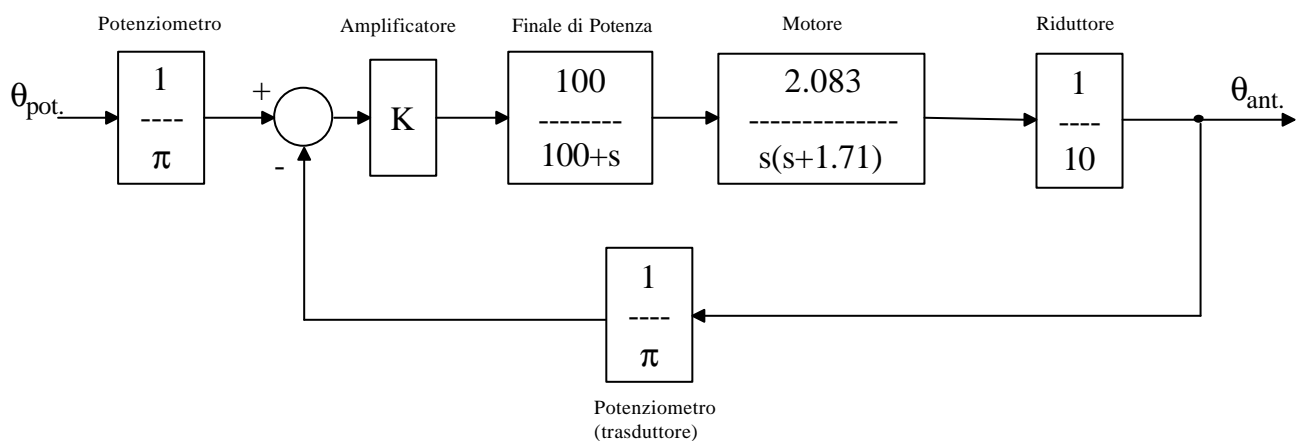 Potenziometro
Amplificatore
Finale di Potenza
Motore
Riduttore
θpot.
1
----
π
+
-
K
100
--------
100+s
2.083
---------------
s(s+1.71)
1
----
10
θant.
1
----
π
Potenziometro
(trasduttore)